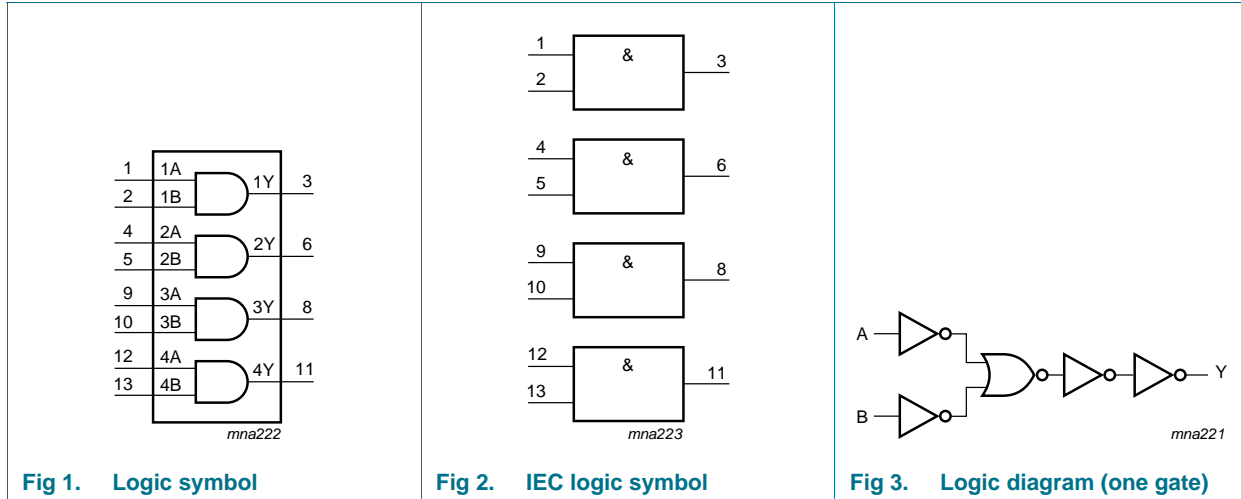 1 1A 1Y 3
2 1B
4 2A 2Y 6
5 2B
9 3A 3Y 8
10 3B
12 4A 4Y 11
13 4B
mna222
Fig 1. Logic symbol
1 & 3
2
4 & 6
5
9 & 8
10
12 & 11
13
mna223
Fig 2. IEC logic symbol
A
B
Y
mna221
Fig 3. Logic diagram (one gate)